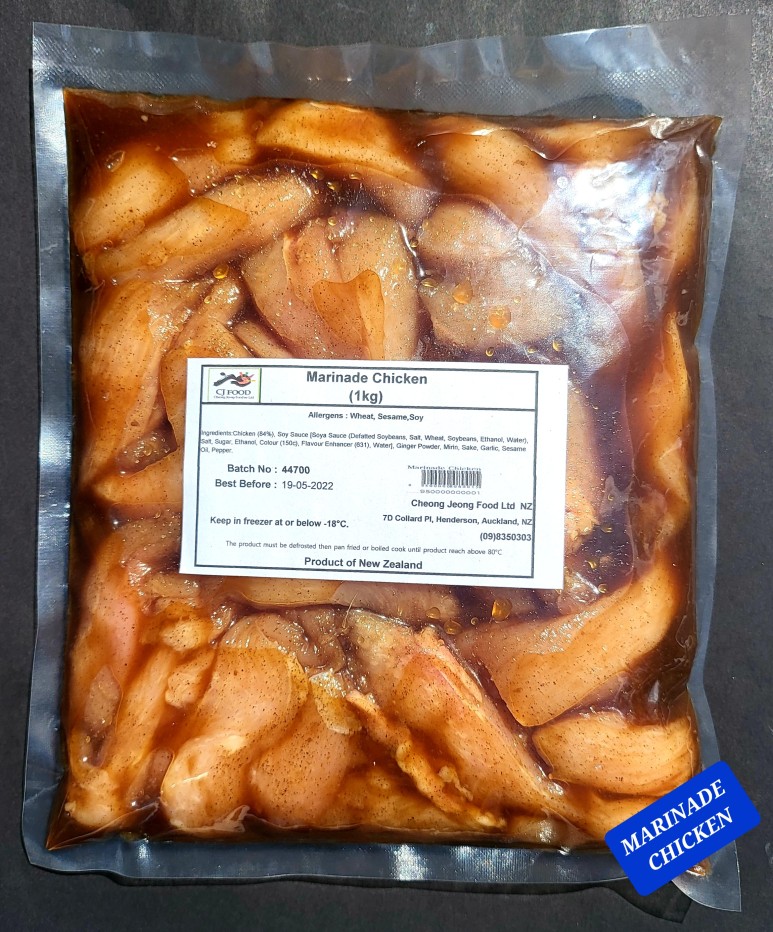 CJ FOOD
Marinade Chicken
(1kg)
Allergens : Wheat, Sesame,Soy
Ingredients:Chicken (84%), Soy Sauce [Soya Sauce (Defatted Soybeans, Salt, Wheat, Soybeans, Ethanol, Water),
Salt, Sugar, Ethanol, Colour (150c), Flavour Enhancer (631), Water], Ginger Powder, Mirin, Sake, Garlic, Sesame
Oil, Pepper.
Batch No : 44700
Best Before : 19-05-2022
Marinade Chicken
Cheong Jeong Food Ltd NZ
7D Collard Pl, Henderson, Auckland, NZ
(09)8350303
Keep in freezer at or below -18°C.
The product must be defrosted then pan fried or boiled cook until product reach above 80°C
Product of New Zealand
MARINADE
CHICKEN